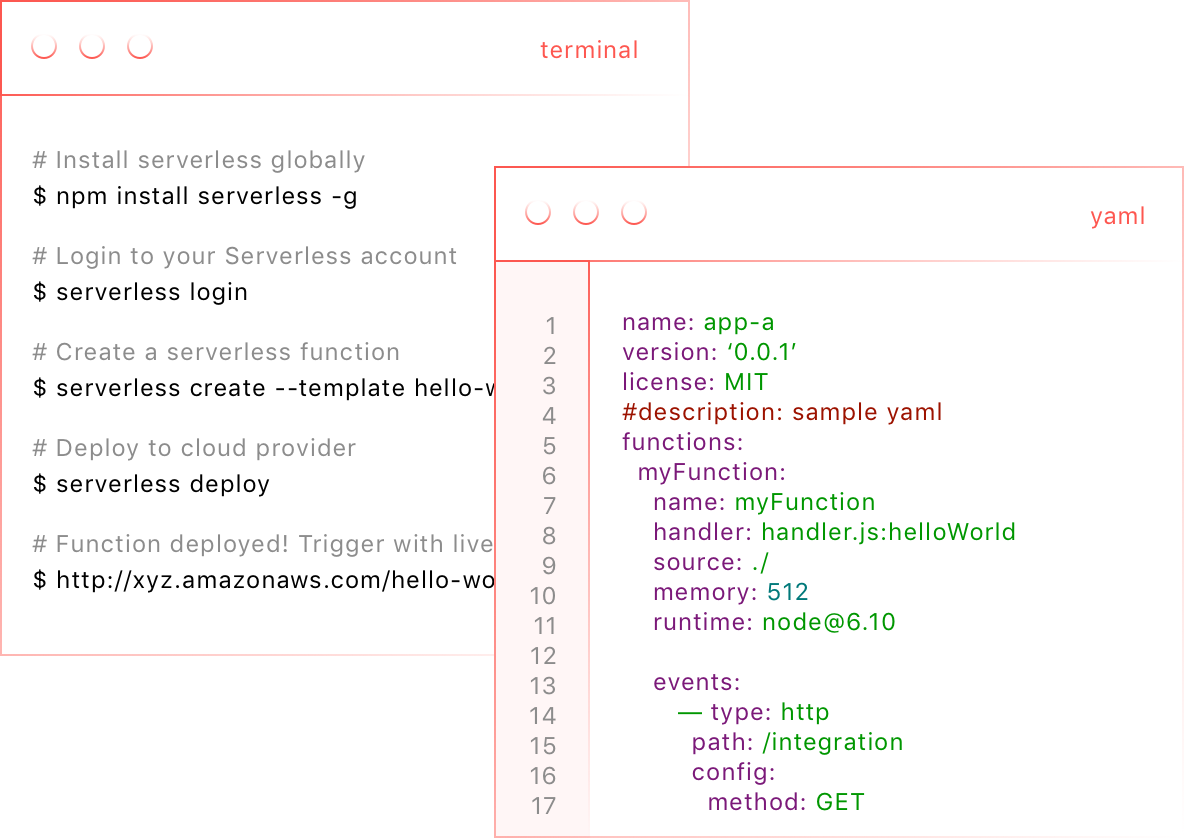 terminal
# Install serverless globally
$ npm install serverless -g
# Login to your Serverless account
$ serverless login
# Create a serverless function
$ serverless create --template hello-w
# Deploy to cloud provider
$ serverless deploy
# Function deployed! Trigger with live
$ http://xyz.amazonaws.com/hello-wo
yaml
1 name: app-a
2 version: ‘0.0.1’
3 license: MIT
4 #description: sample yaml
5 functions:
6 myFunction:
7 name: myFunction
8 handler: handler.js:helloWorld
9 source: ./
10 memory: 512
11 runtime: node@6.10
12
13 events:
14 — type: http
15 path: /integration
16 config:
17 method: GET